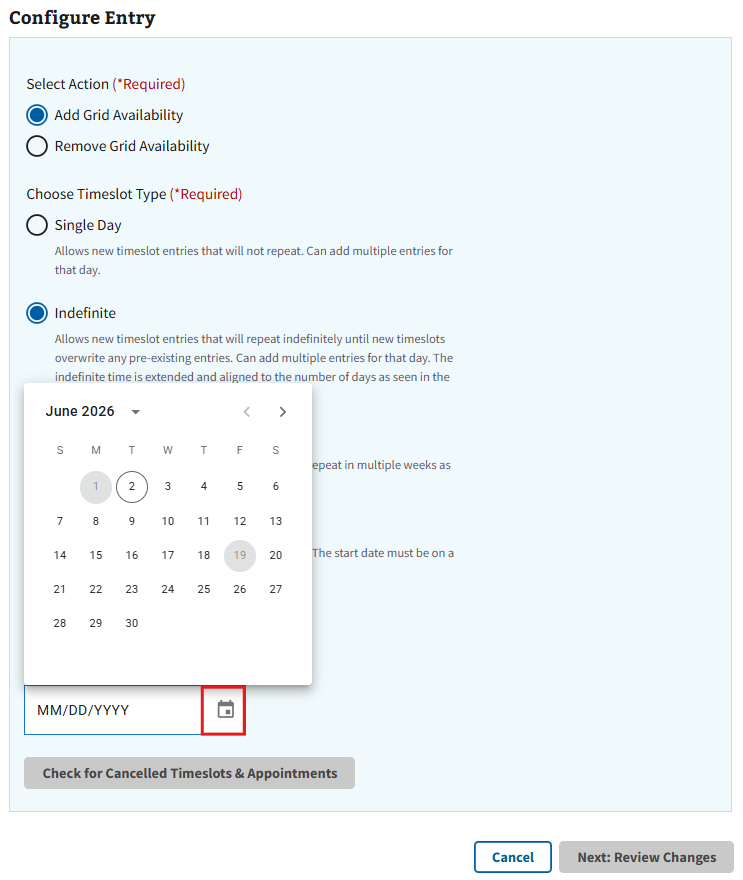 Configure Entry
Select Action (*Required)
Add Grid Availability
Remove Grid Availability
Choose Timeslot Type (*Required)
Single Day
Allows new timeslot entries that will not repeat. Can add multiple entries for
that day.
Indefinite
Allows new timeslot entries that will repeat indefinitely until new timeslots
overwrite any pre-existing entries. Can add multiple entries for that day. The
indefinite time is extended and aligned to the number of days as seen in the
June 2026
S M T W T F S
epeat in multiple weeks as
1 2 3 4 5 6
7 8 9 10 11 12 13
14 15 16 17 18 19 20
The start date must be on a
21 22 23 24 25 26 27
28 29 30
MM/DD/YYYY
Check for Cancelled Timeslots & Appointments
Cancel
Next: Review Changes